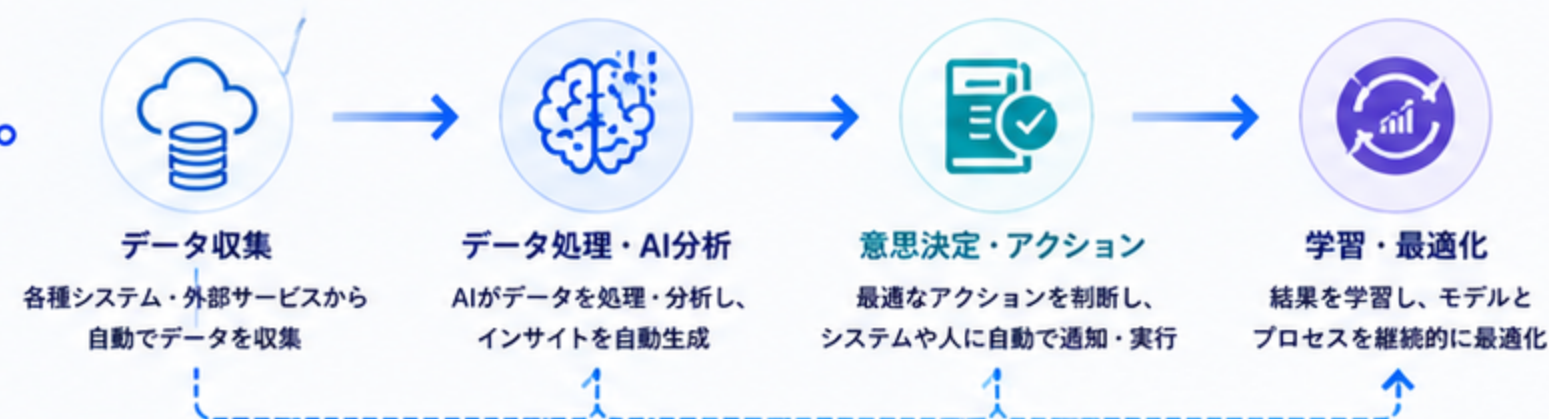 データ収集
各種システム・外部サービスから
自動でデータを収集
データ処理・AI分析
AIがデータを処理・分析し、
インサイトを自動生成
意思決定・アクション
最適なアクションを判断し、
システムや人に自動で通知・実行
学習・最適化
結果を学習し、モデルと
プロセスを継続的に最適化